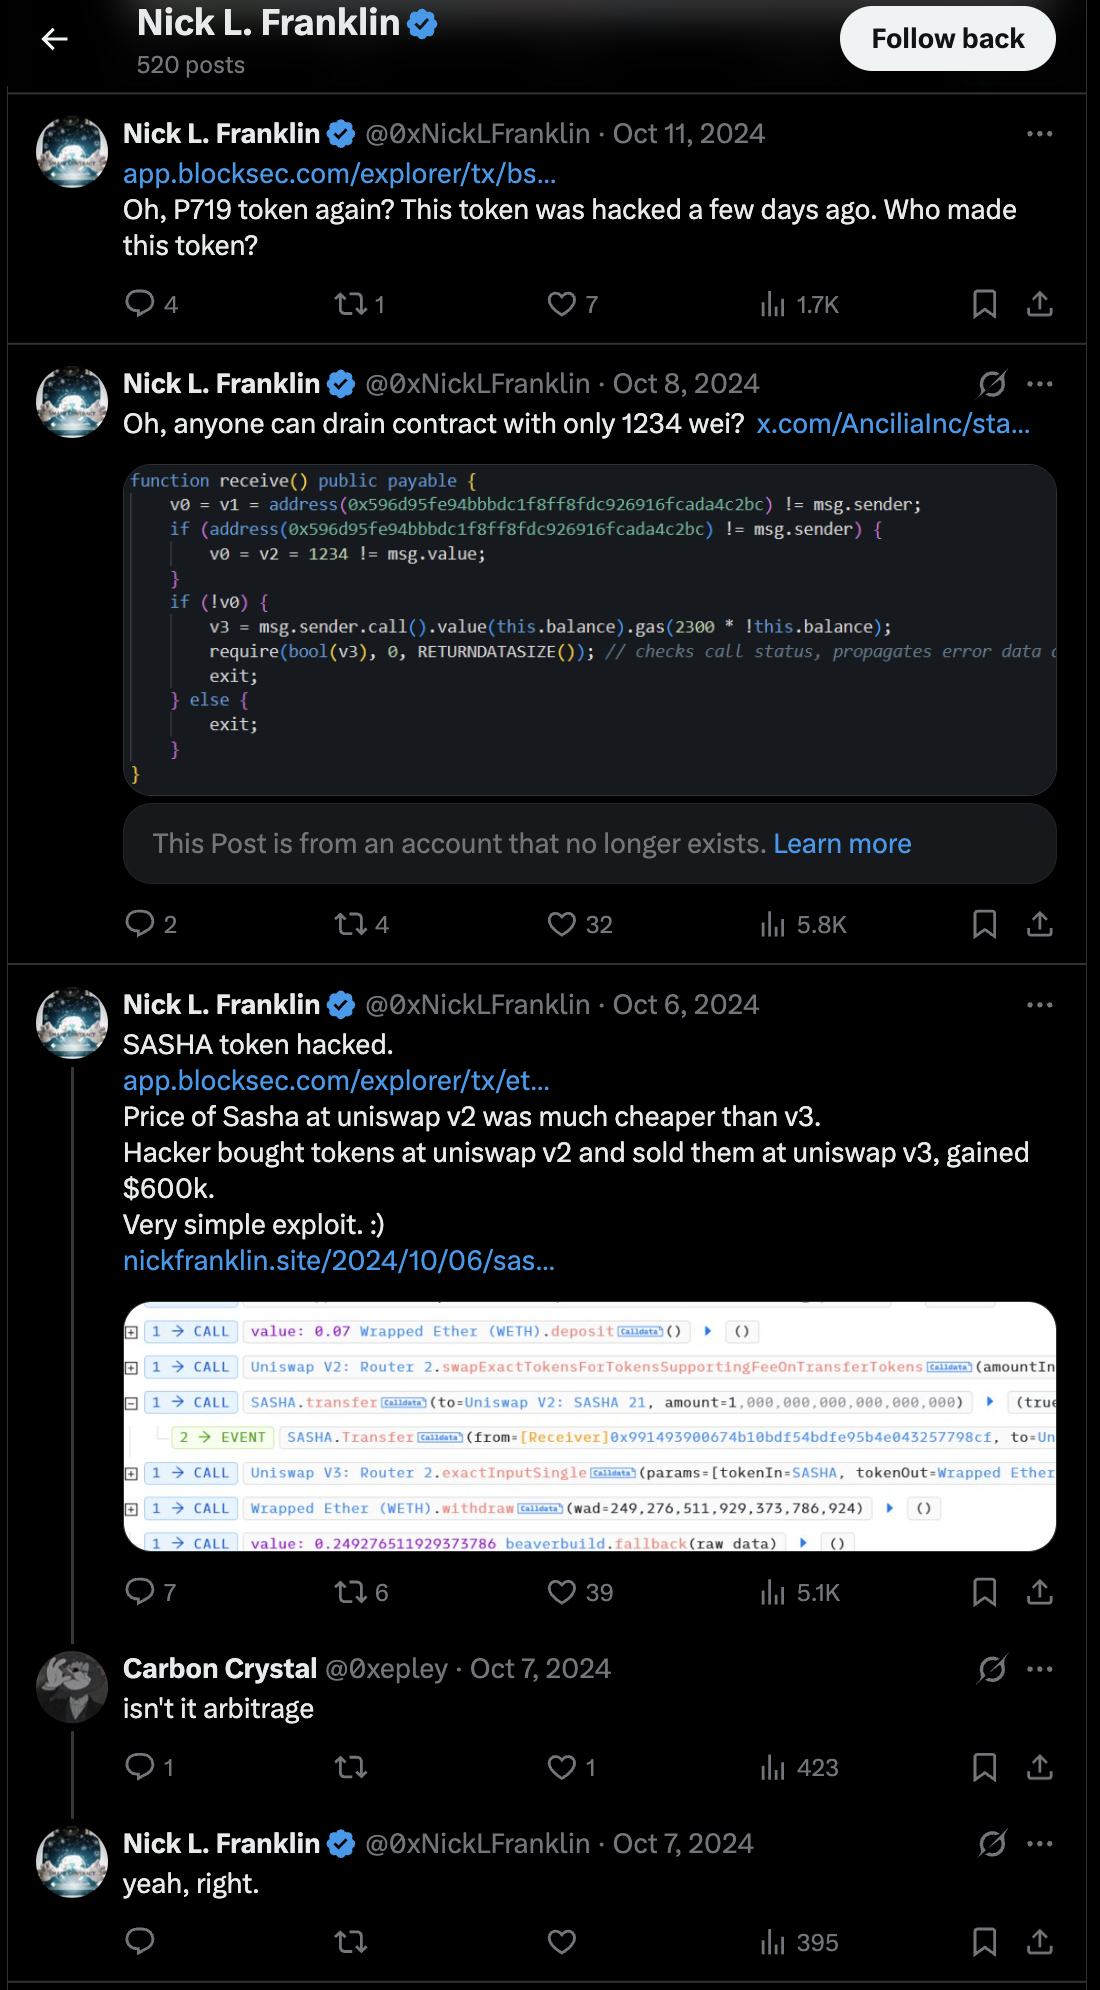 Nick L. Franklin
520 posts
Follow back
Nick L. Franklin @0xNickLFranklin · Oct 11, 2024
app.blocksec.com/explorer/tx/bs...
Oh, P719 token again? This token was hacked a few days ago. Who made
this token?
4 1 7 1.7K
Nick L. Franklin @0xNickLFranklin · Oct 8, 2024
Oh, anyone can drain contract with only 1234 wei? x.com/AnciliaInc/sta...
function receive() public payable {
v0 = v1 = address(0x596d95fe94bbbdc1f8ff8fdc926916fcada4c2bc) != msg.sender;
if (address(0x596d95fe94bbbdc1f8ff8fdc926916fcada4c2bc) != msg.sender) {
v0 = v2 = 1234 != msg.value;
}
if (!v0) {
v3 = msg.sender.call().value(this.balance).gas(2300 * !this.balance);
require(bool(v3), 0, RETURNDATASIZE()); // checks call status, propagates error data
exit;
} else {
exit;
}
}
This Post is from an account that no longer exists. Learn more
2 4 32 5.8K
Nick L. Franklin @0xNickLFranklin · Oct 6, 2024
SASHA token hacked.
app.blocksec.com/explorer/tx/et...
Price of Sasha at uniswap v2 was much cheaper than v3.
Hacker bought tokens at uniswap v2 and sold them at uniswap v3, gained
$600k.
Very simple exploit. :)
nickfranklin.site/2024/10/06/sas...
1 → CALL value: 0.07 Wrapped Ether (WETH).deposit Calldata () ()
1 → CALL Uniswap V2: Router 2.swapExactTokensForTokensSupportingFeeOnTransferTokens Calldata (amountIn
1 → CALL SASHA.transfer Calldata (to=Uniswap V2: SASHA 21, amount=1,000,000,000,000,000,000) (true
2 → EVENT SASHA.Transfer Calldata (from=[Receiver]0x991493900674b10bdf54bdfe95b4e043257798cf, to=Un
1 → CALL Uniswap V3: Router 2.exactInputSingle Calldata (params=[tokenIn=SASHA, tokenOut=Wrapped Ether
1 → CALL Wrapped Ether (WETH).withdraw Calldata (wad=249,276,511,929,373,786,924) ()
1 → CALL value: 0.249276511929373786 beaverbuild.fallback(raw data) ()
7 6 39 5.1K
Carbon Crystal @0xepley · Oct 7, 2024
isn't it arbitrage
1 1 423
Nick L. Franklin @0xNickLFranklin · Oct 7, 2024
yeah, right.
395